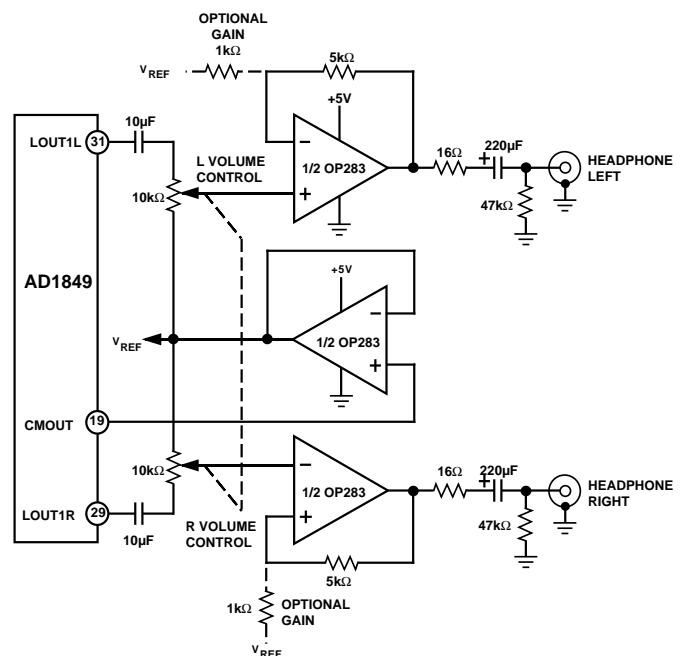 OPTIONAL
GAIN
1kΩ
VREF
5kΩ
+5V
10µF
LOUT1L
31
L VOLUME
CONTROL
10kΩ
−
+
1/2 OP283
16Ω
+
220µF
47kΩ
HEADPHONE
LEFT
AD1849
VREF
+5V
1/2 OP283
−
+
CMOUT
19
10kΩ
−
+
1/2 OP283
16Ω
+
220µF
47kΩ
HEADPHONE
RIGHT
LOUT1R
29
10µF
R VOLUME
CONTROL
5kΩ
1kΩ
OPTIONAL
GAIN
VREF